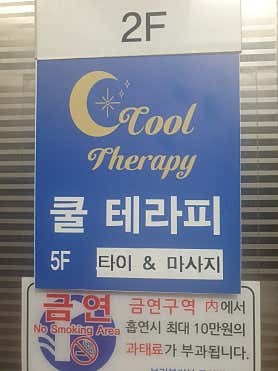 2F
Cool
Therapy
쿨 테라피
5F 타이 & 마사지
금연
No Smoking Area
금연구역 內에서
흡연시 최대 10만원의
과태료가 부과됩니다.